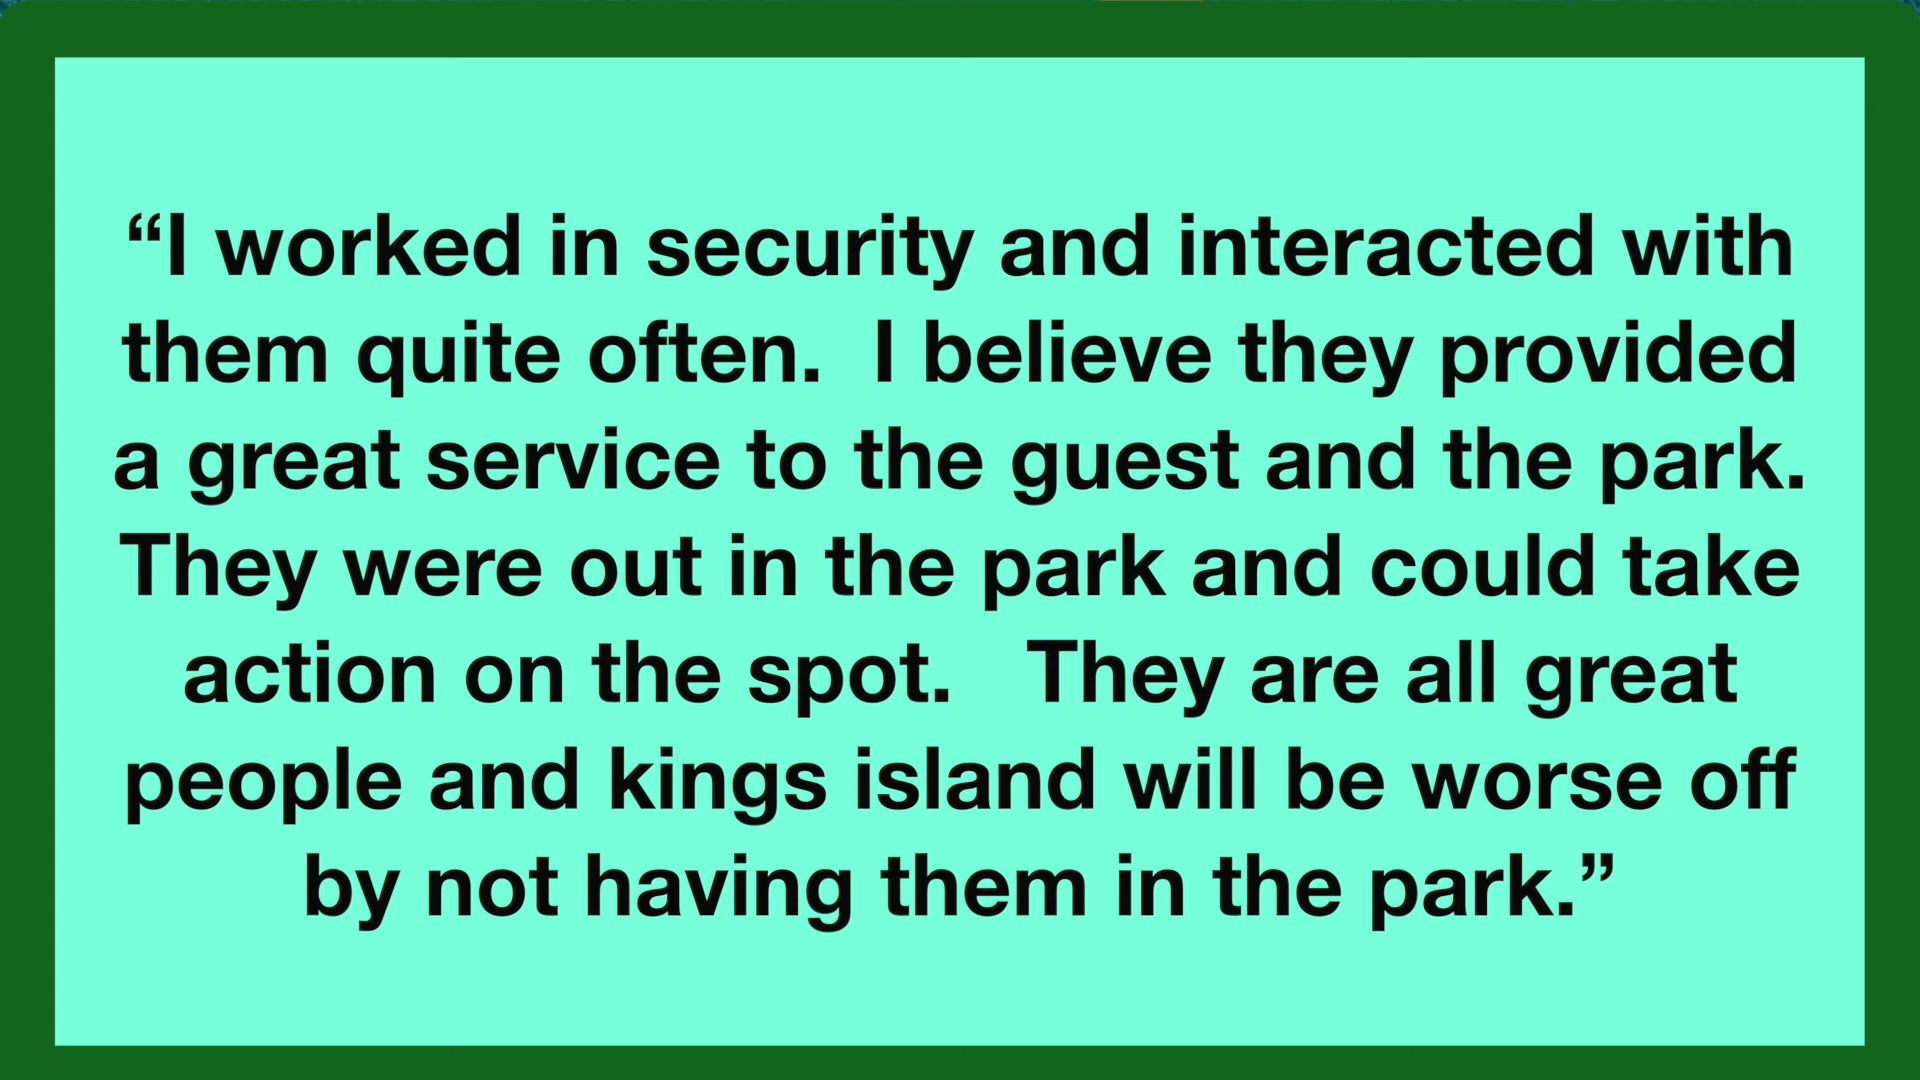 “I worked in security and interacted with
them quite often.  I believe they provided
a great service to the guest and the park.
They were out in the park and could take
action on the spot.   They are all great
people and kings island will be worse off
by not having them in the park.”